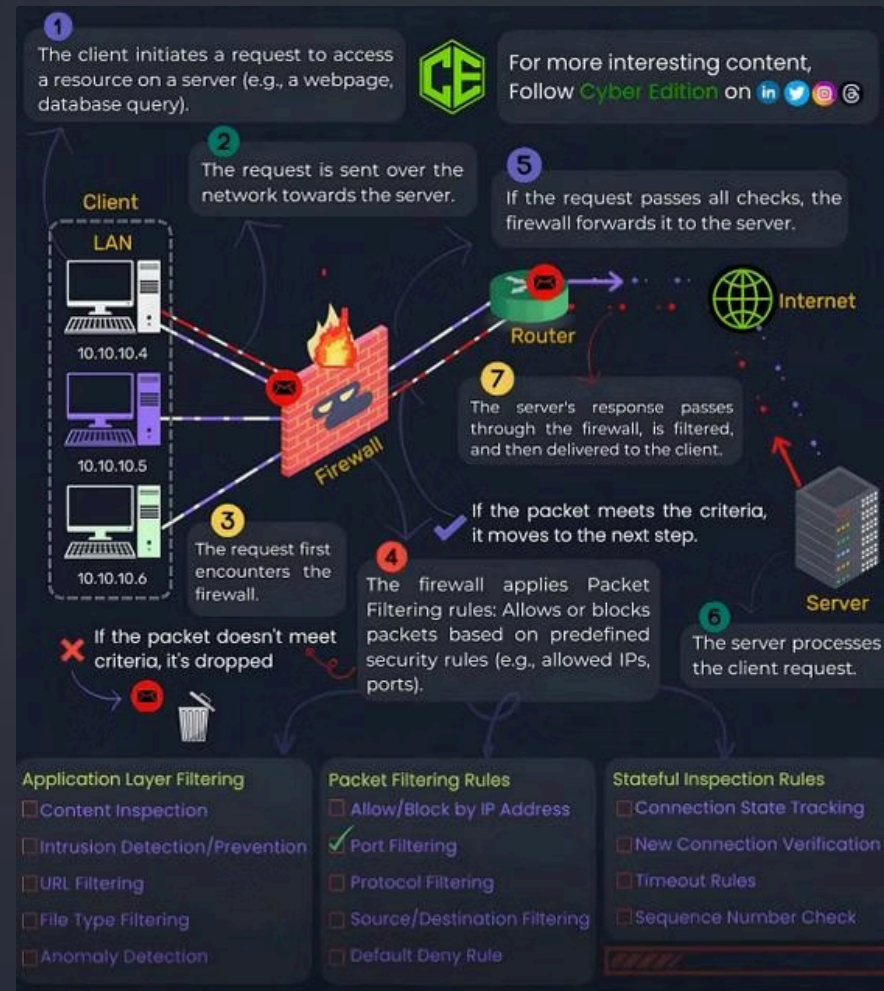 1
The client initiates a request to access
a resource on a server (e.g., a webpage,
database query).
CE
For more interesting content,
Follow Cyber Edition on in
2
The request is sent over the
network towards the server.
5
If the request passes all checks, the
firewall forwards it to the server.
Client
LAN
10.10.10.4
10.10.10.5
10.10.10.6
Firewall
Router
Internet
7
The server's response passes
through the firewall, is filtered,
and then delivered to the client.
3
The request first
encounters the
firewall.
If the packet meets the criteria,
it moves to the next step.
4
The firewall applies Packet
Filtering rules: Allows or blocks
packets based on predefined
security rules (e.g., allowed IPs,
ports).
Server
6
The server processes
the client request.
If the packet doesn't meet
criteria, it's dropped
Application Layer Filtering
Content Inspection
Intrusion Detection/Prevention
URL Filtering
File Type Filtering
Anomaly Detection
Packet Filtering Rules
Allow/Block by IP Address
Port Filtering
Protocol Filtering
Source/Destination Filtering
Default Deny Rule
Stateful Inspection Rules
Connection State Tracking
New Connection Verification
Timeout Rules
Sequence Number Check